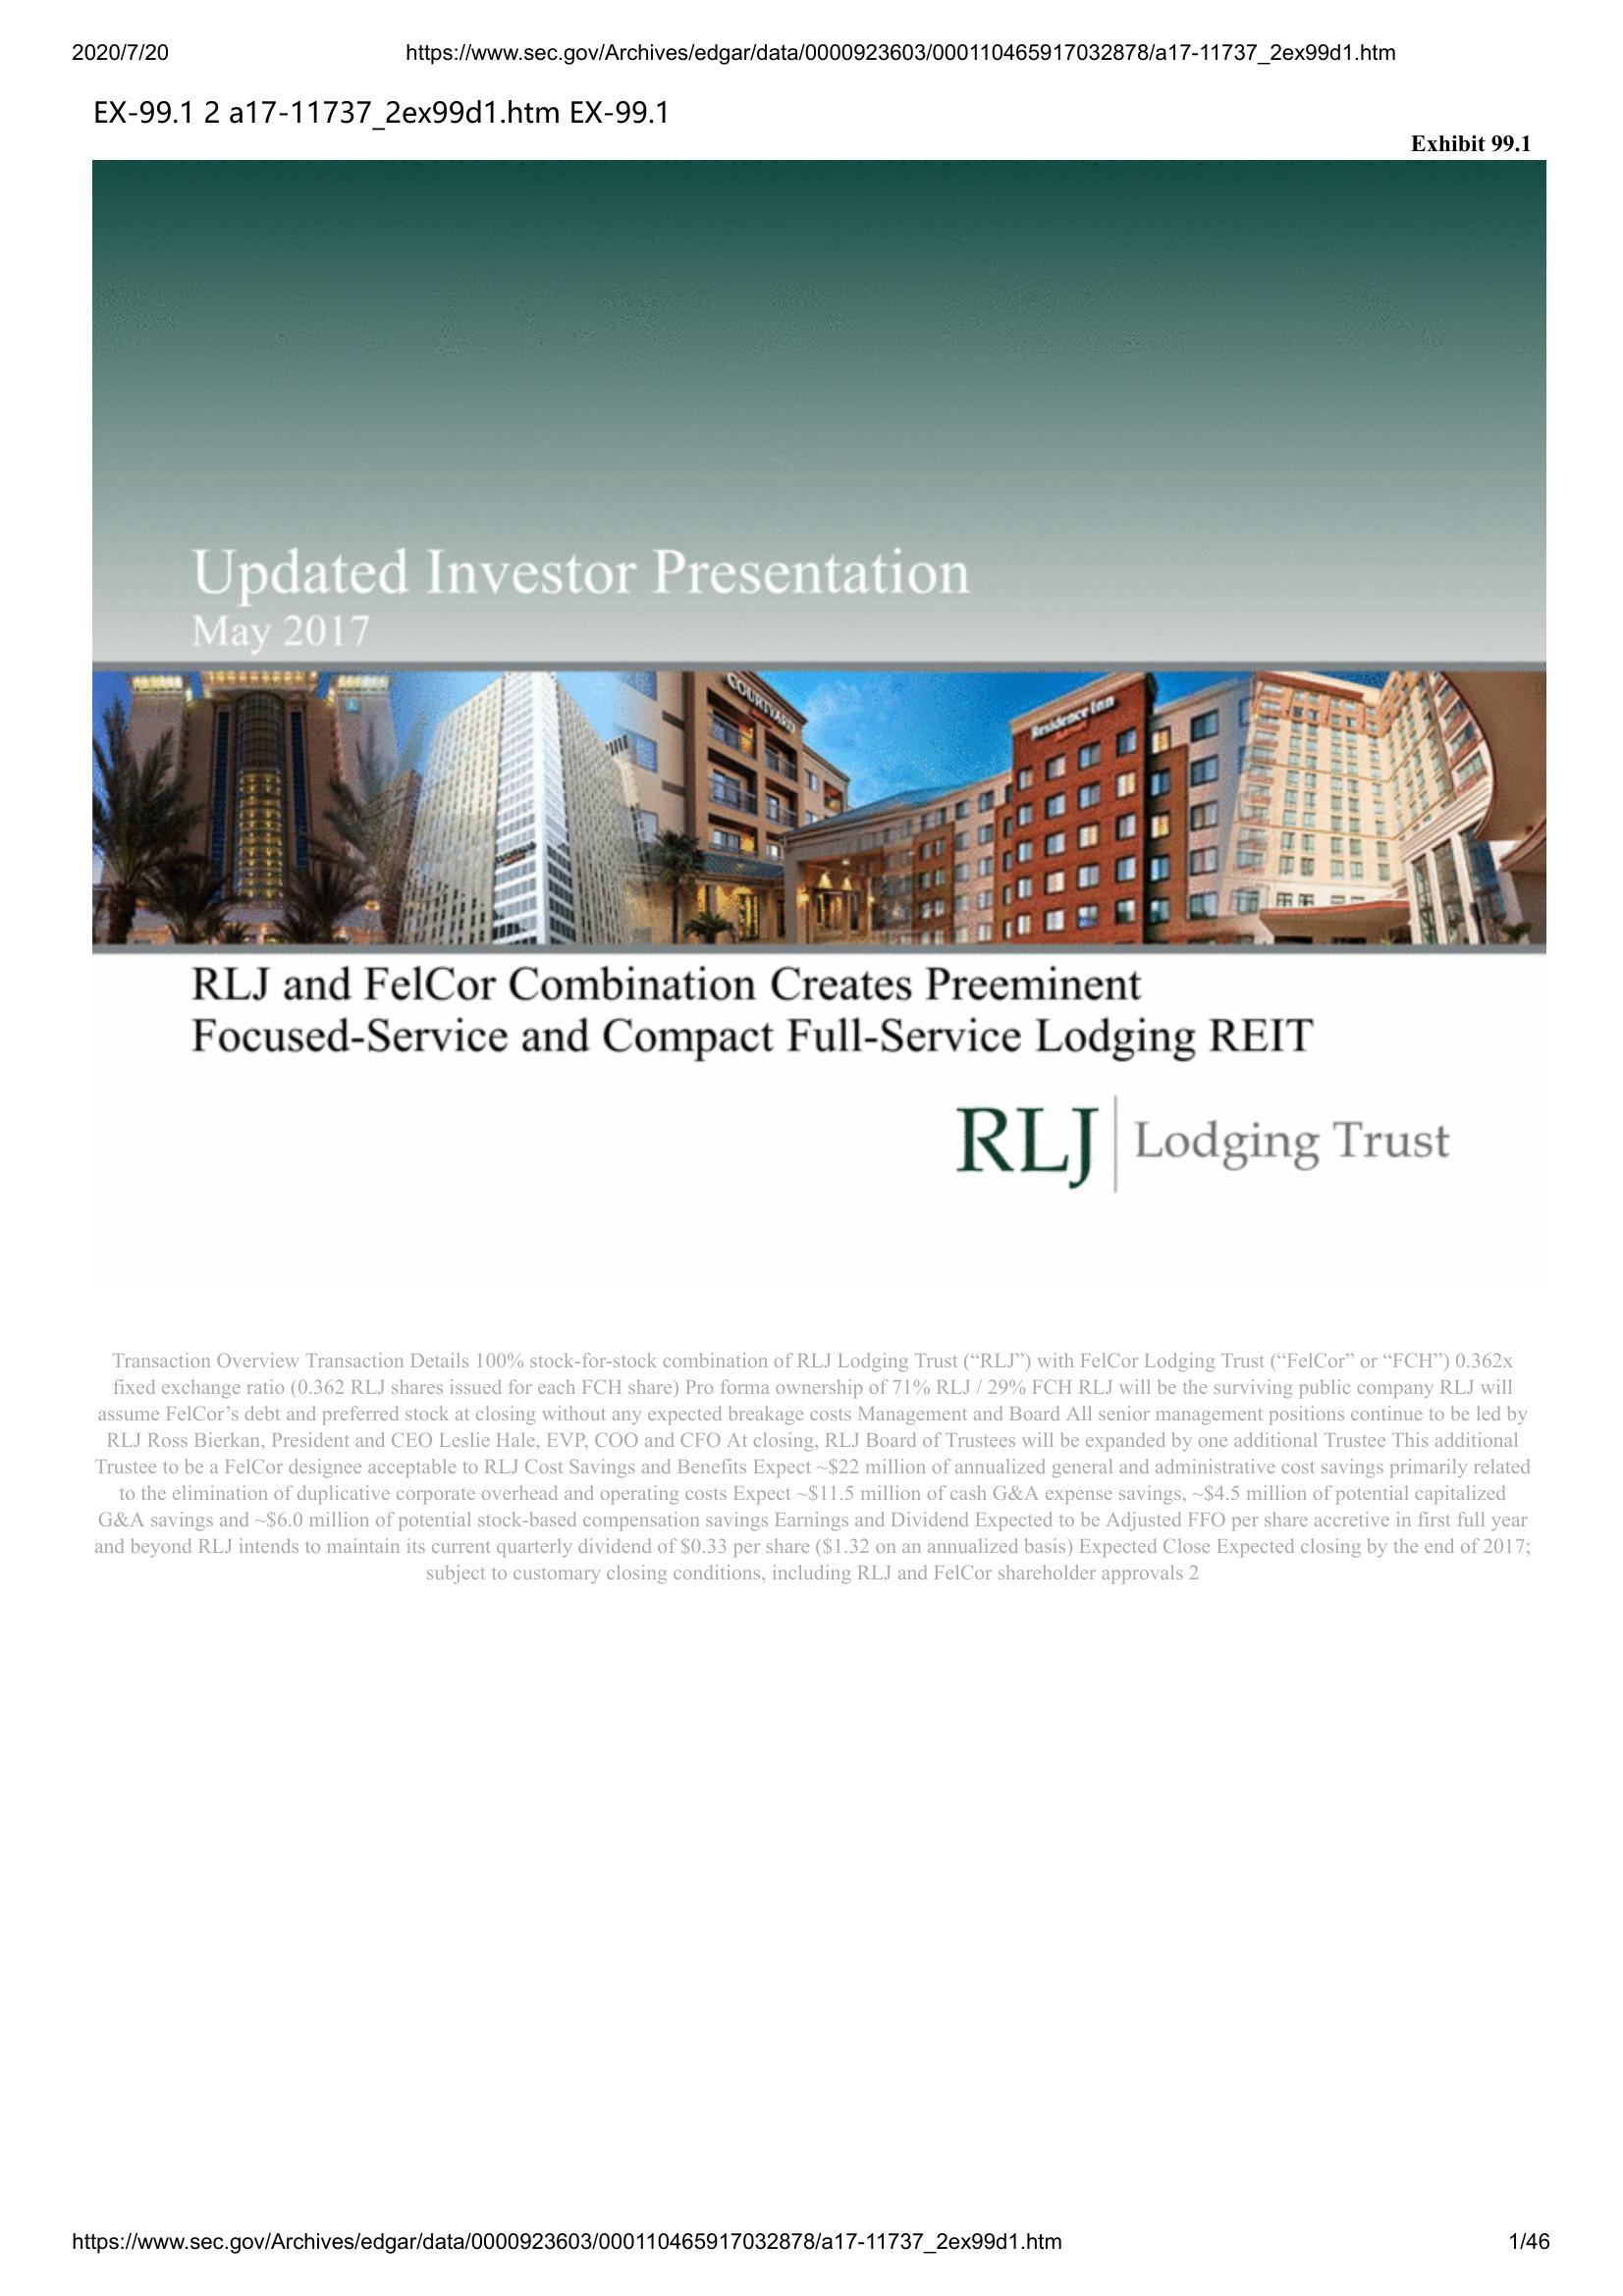 2020/7/20
https://www.sec.gov/Archives/edgar/data/0000923603/000110465917032878/a17-11737_2ex99d1.htm
EX-99.1 2 a17-11737_2ex99d1.htm EX-99.1
Exhibit 99.1
Updated Investor Presentation
May 2017
COURTYARD
Residence Inn
RLJ and FelCor Combination Creates Preeminent
Focused-Service and Compact Full-Service Lodging REIT
RLJ Lodging Trust
Transaction Overview Transaction Details 100% stock-for-stock combination of RLJ Lodging Trust (“RLJ”) with FelCor Lodging Trust (“FelCor” or “FCH”) 0.362x
fixed exchange ratio (0.362 RLJ shares issued for each FCH share) Pro forma ownership of 71% RLJ / 29% FCH RLJ will be the surviving public company RLJ will
assume FelCor’s debt and preferred stock at closing without any expected breakage costs Management and Board All senior management positions continue to be led by
RLJ Ross Bierkan, President and CEO Leslie Hale, EVP, COO and CFO At closing, RLJ Board of Trustees will be expanded by one additional Trustee This additional
Trustee to be a FelCor designee acceptable to RLJ Cost Savings and Benefits Expect ~$22 million of annualized general and administrative cost savings primarily related
to the elimination of duplicative corporate overhead and operating costs Expect ~$11.5 million of cash G&A expense savings, ~$4.5 million of potential capitalized
G&A savings and ~$6.0 million of potential stock-based compensation savings Earnings and Dividend Expected to be Adjusted FFO per share accretive in first full year
and beyond RLJ intends to maintain its current quarterly dividend of $0.33 per share ($1.32 on an annualized basis) Expected Close Expected closing by the end of 2017;
subject to customary closing conditions, including RLJ and FelCor shareholder approvals 2
https://www.sec.gov/Archives/edgar/data/0000923603/000110465917032878/a17-11737_2ex99d1.htm
1/46